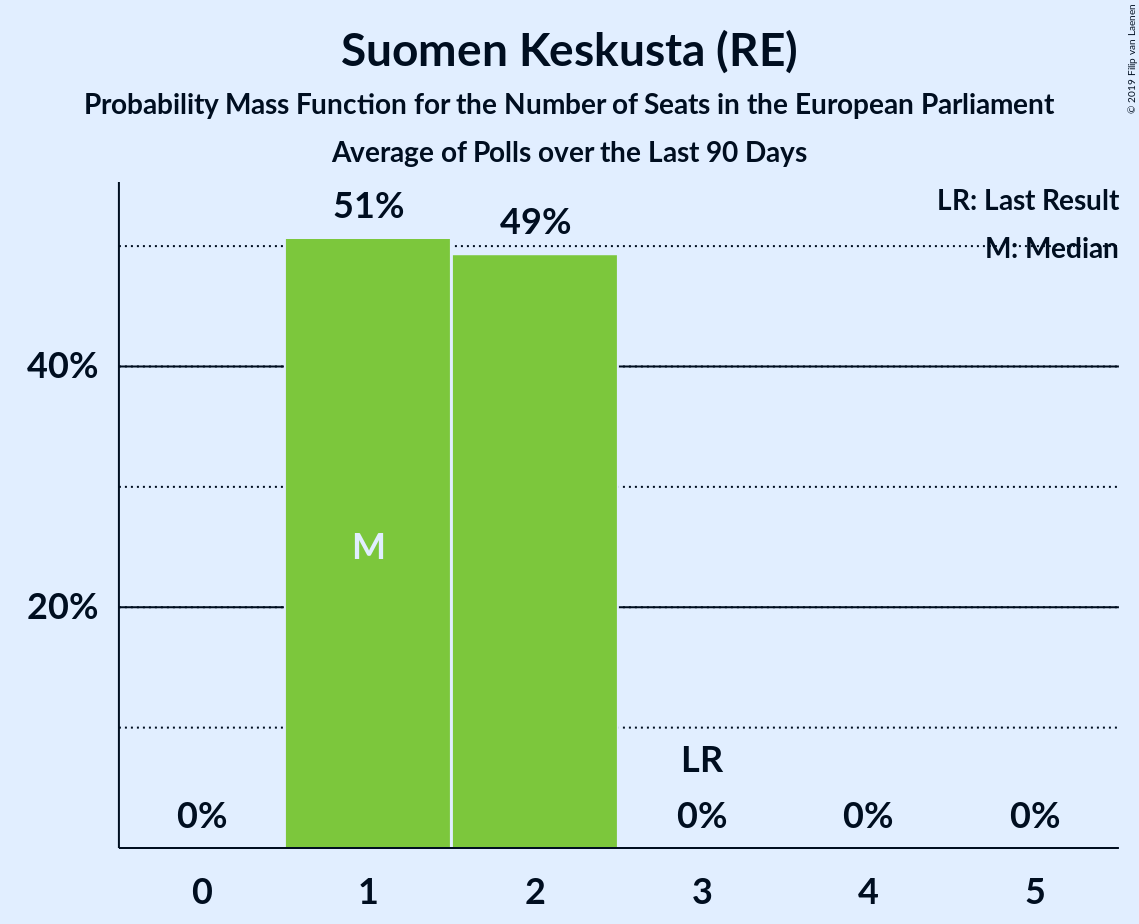 Suomen Keskusta (RE)
Probability Mass Function for the Number of Seats in the European Parliament
Average of Polls over the Last 90 Days
© 2019 Filip van Laenen
LR: Last Result
M: Median
51%
49%
40%
20%
M
LR
0%
0%
0%
0%
0
1
2
3
4
5